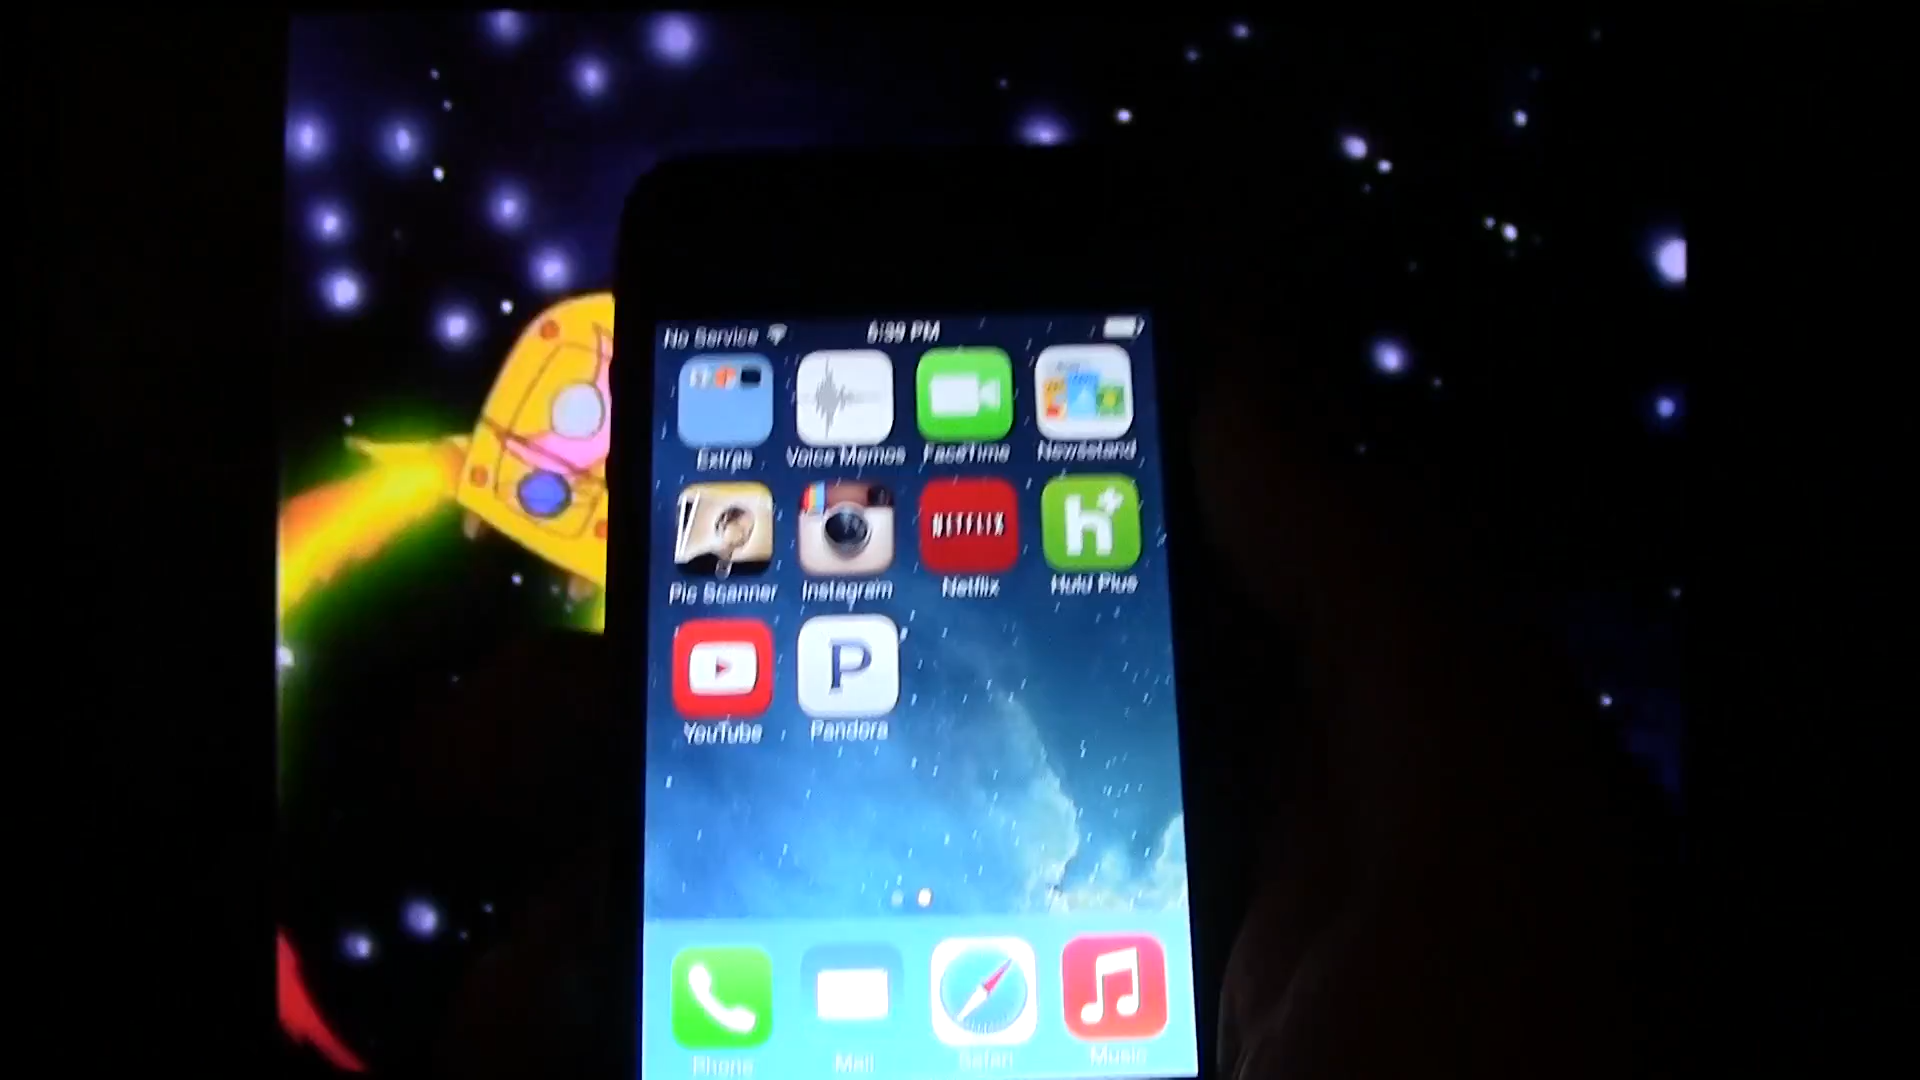 No Service
Extras Voice Memos FaceTime Newsstand
NETFLIX h+
Pic Scanner Instagram Netflix Hulu Plus
P
YouTube Pandora
Phone Mail Safari Music